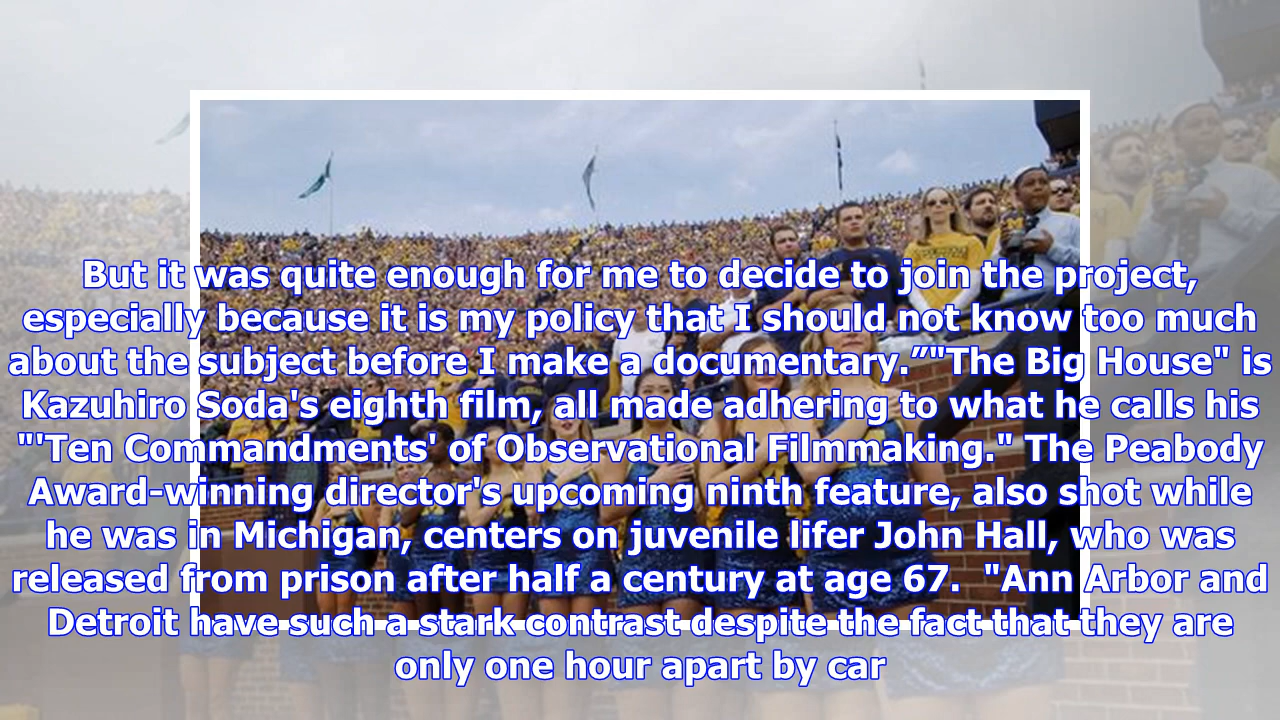 But it was quite enough for me to decide to join the project,
especially because it is my policy that I should not know too much
about the subject before I make a documentary.”"The Big House" is
Kazuhiro Soda's eighth film, all made adhering to what he calls his
"'Ten Commandments' of Observational Filmmaking." The Peabody
Award-winning director's upcoming ninth feature, also shot while
he was in Michigan, centers on juvenile lifer John Hall, who was
released from prison after half a century at age 67.  "Ann Arbor and
Detroit have such a stark contrast despite the fact that they are
only one hour apart by car